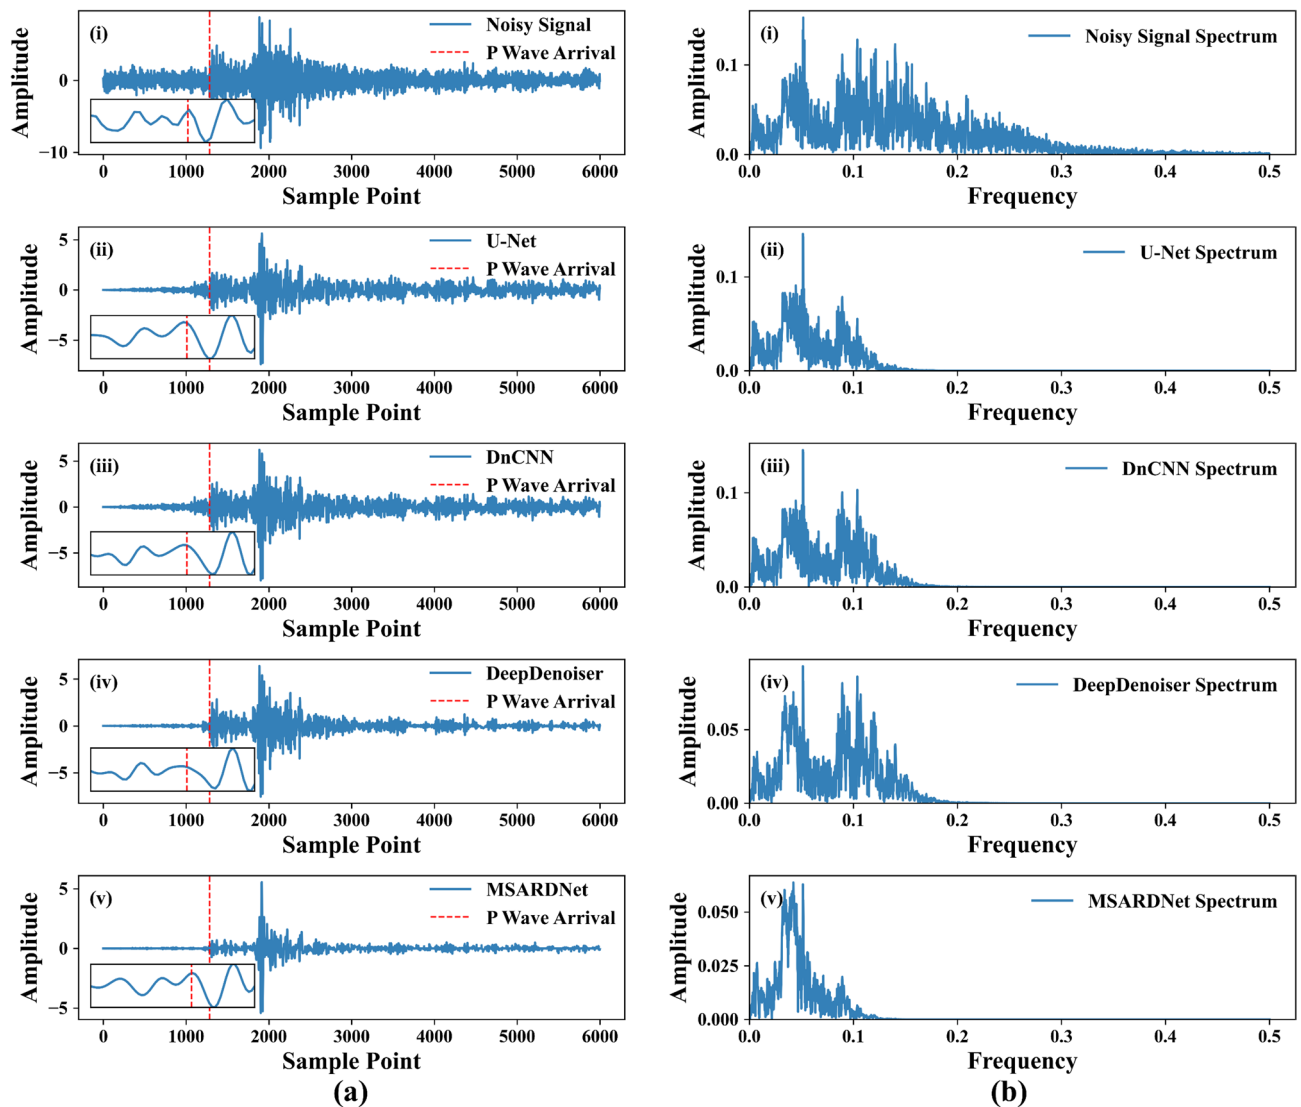 (i)
Noisy Signal
P Wave Arrival
Amplitude
0
−10
0 1000 2000 3000 4000 5000 6000
Sample Point
(ii)
U-Net
P Wave Arrival
Amplitude
5
0
−5
0 1000 2000 3000 4000 5000 6000
Sample Point
(iii)
DnCNN
P Wave Arrival
Amplitude
5
0
−5
0 1000 2000 3000 4000 5000 6000
Sample Point
(iv)
DeepDenoiser
P Wave Arrival
Amplitude
5
0
−5
0 1000 2000 3000 4000 5000 6000
Sample Point
(v)
MSARDNet
P Wave Arrival
Amplitude
5
0
−5
0 1000 2000 3000 4000 5000 6000
Sample Point
(a)
(i)
Noisy Signal Spectrum
Amplitude
0.1
0.0
0.0 0.1 0.2 0.3 0.4 0.5
Frequency
(ii)
U-Net Spectrum
Amplitude
0.1
0.0
0.0 0.1 0.2 0.3 0.4 0.5
Frequency
(iii)
DnCNN Spectrum
Amplitude
0.1
0.0
0.0 0.1 0.2 0.3 0.4 0.5
Frequency
(iv)
DeepDenoiser Spectrum
Amplitude
0.05
0.00
0.0 0.1 0.2 0.3 0.4 0.5
Frequency
(v)
MSARDNet Spectrum
Amplitude
0.050
0.025
0.000
0.0 0.1 0.2 0.3 0.4 0.5
Frequency
(b)